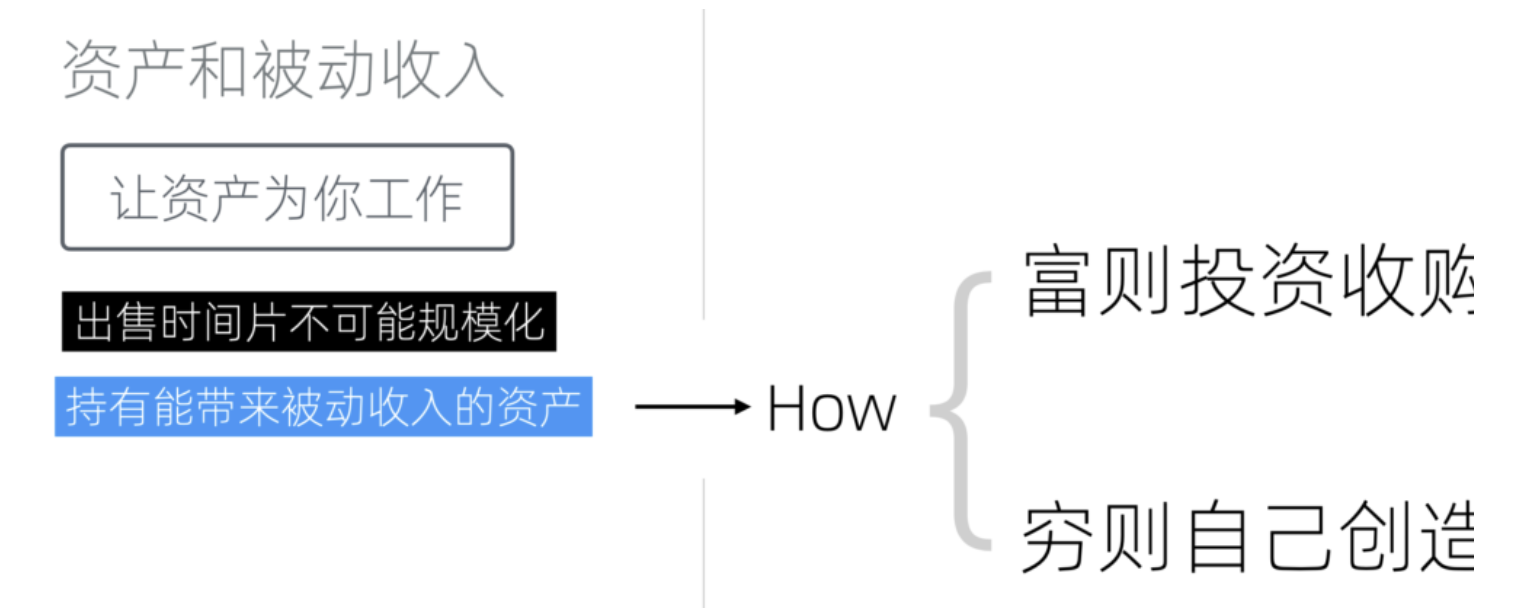 资产和被动收入
让资产为你工作
出售时间片不可能规模化
持有能带来被动收入的资产
How
富则投资收购
穷则自己创造